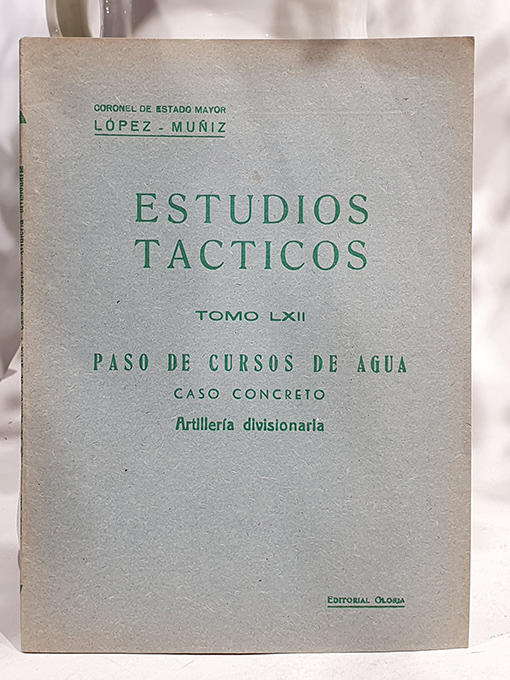 CORONEL DE ESTADO MAYOR
LÓPEZ - MUÑIZ
ESTUDIOS
TACTICOS
TOMO LXII
PASO DE CURSOS DE AGUA
CASO CONCRETO
Artillería divisionaria
EDITORIAL GLORIA